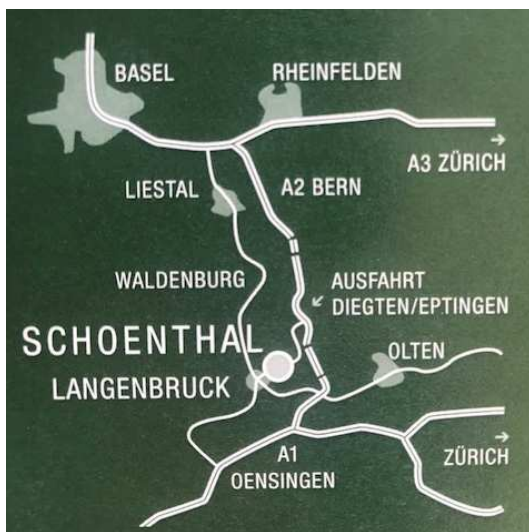 BASEL
RHEINFELDEN
A3 ZÜRICH
LIESTAL
A2 BERN
WALDENBURG
AUSFAHRT
DIEGTEN/EPTINGEN
SCHOENTHAL
OLTEN
LANGENBRUCK
A1
OENSINGEN
ZÜRICH